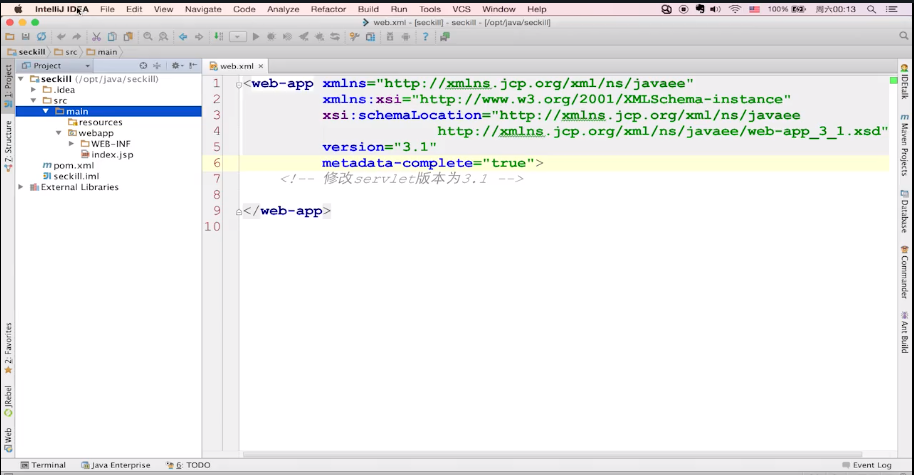 IntelliJ IDEA File Edit View Navigate Code Analyze Refactor Build Run Tools VCS Window Help 100% 周六00:13
web.xml - [seckill] - seckill - [/opt/java/seckill]
seckill src main
Project web.xml
seckill (/opt/java/seckill)
.idea
src
main
resources
webapp
WEB-INF
index.jsp
pom.xml
seckill.iml
External Libraries
1 <web-app xmlns="http://xmlns.jcp.org/xml/ns/javaee"
2 xmlns:xsi="http://www.w3.org/2001/XMLSchema-instance"
3 xsi:schemaLocation="http://xmlns.jcp.org/xml/ns/javaee
4 http://xmlns.jcp.org/xml/ns/javaee/web-app_3_1.xsd"
5 version="3.1"
6 metadata-complete="true">
7 <!-- 修改servlet版本为3.1 -->
8
9 </web-app>
10
1: Project
7: Structure
2: Favorites
JRebel
Web
IDEtalk
Maven Projects
Database
Commander
Ant Build
Terminal Java Enterprise 6: TODO Event Log